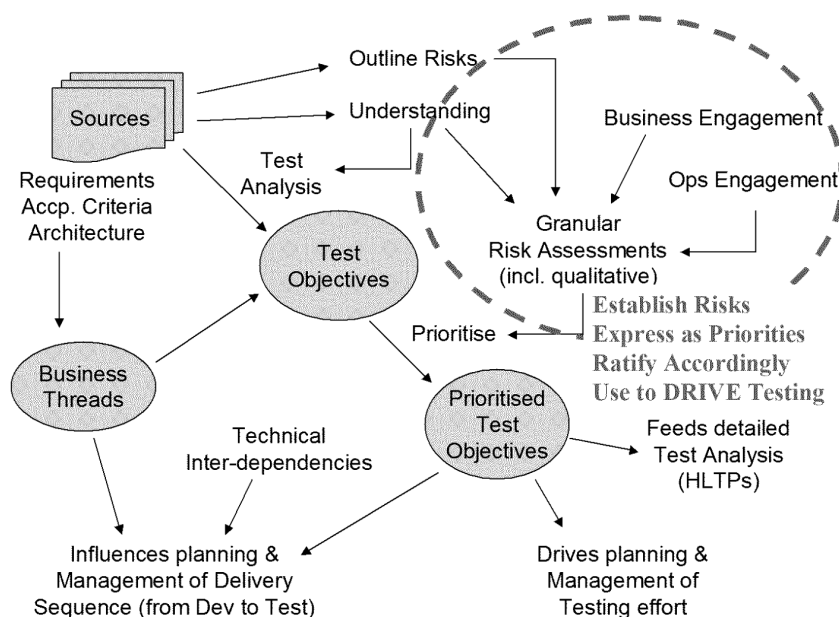 Outline Risks
Sources
Understanding
Business Engagement
Test
Analysis
Requirements
Accp. Criteria
Architecture
Ops Engagement
Granular
Risk Assessments
(incl. qualitative)
Test
Objectives
Establish Risks
Express as Priorities
Ratify Accordingly
Use to DRIVE Testing
Prioritise
Business
Threads
Prioritised
Test
Objectives
Technical
Inter-dependencies
Feeds detailed
Test Analysis
(HLTPs)
Influences planning &
Management of Delivery
Sequence (from Dev to Test)
Drives planning &
Management of
Testing effort